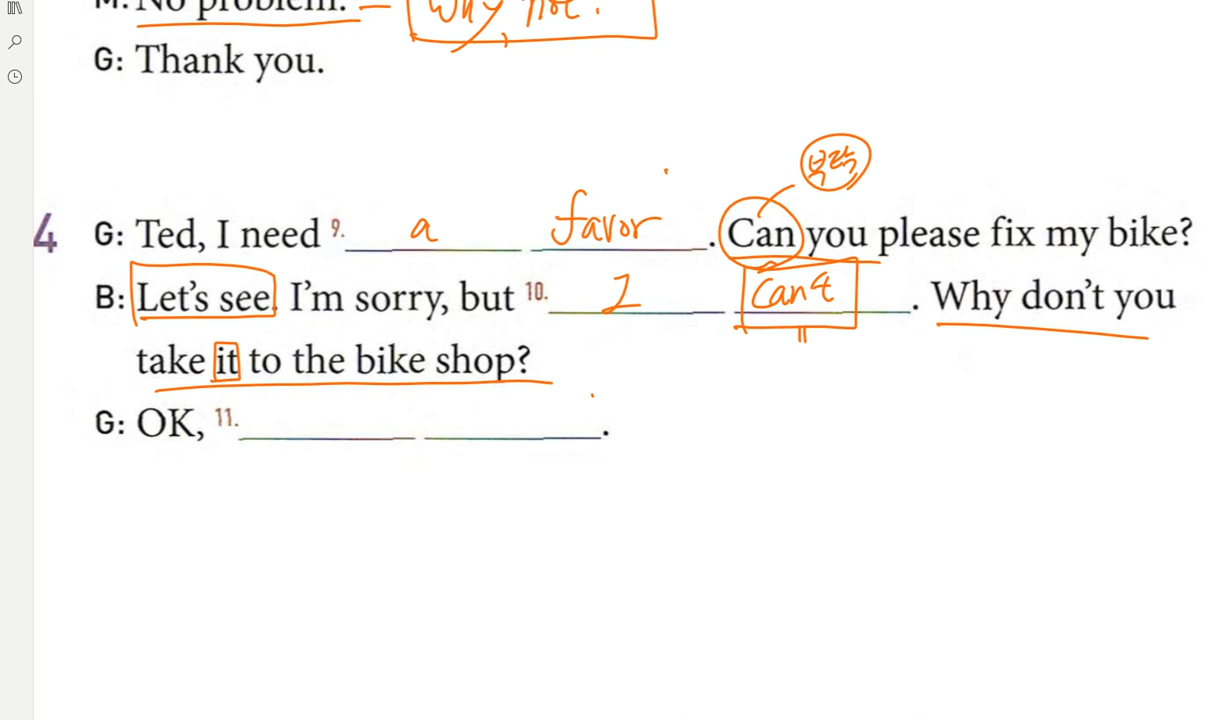 M: No problem. - Why not?
G: Thank you.
부탁
4 G: Ted, I need 9. a favor. Can you please fix my bike?
B: Let's see. I'm sorry, but 10. I can't. Why don't you
take it to the bike shop?
G: OK, 11.